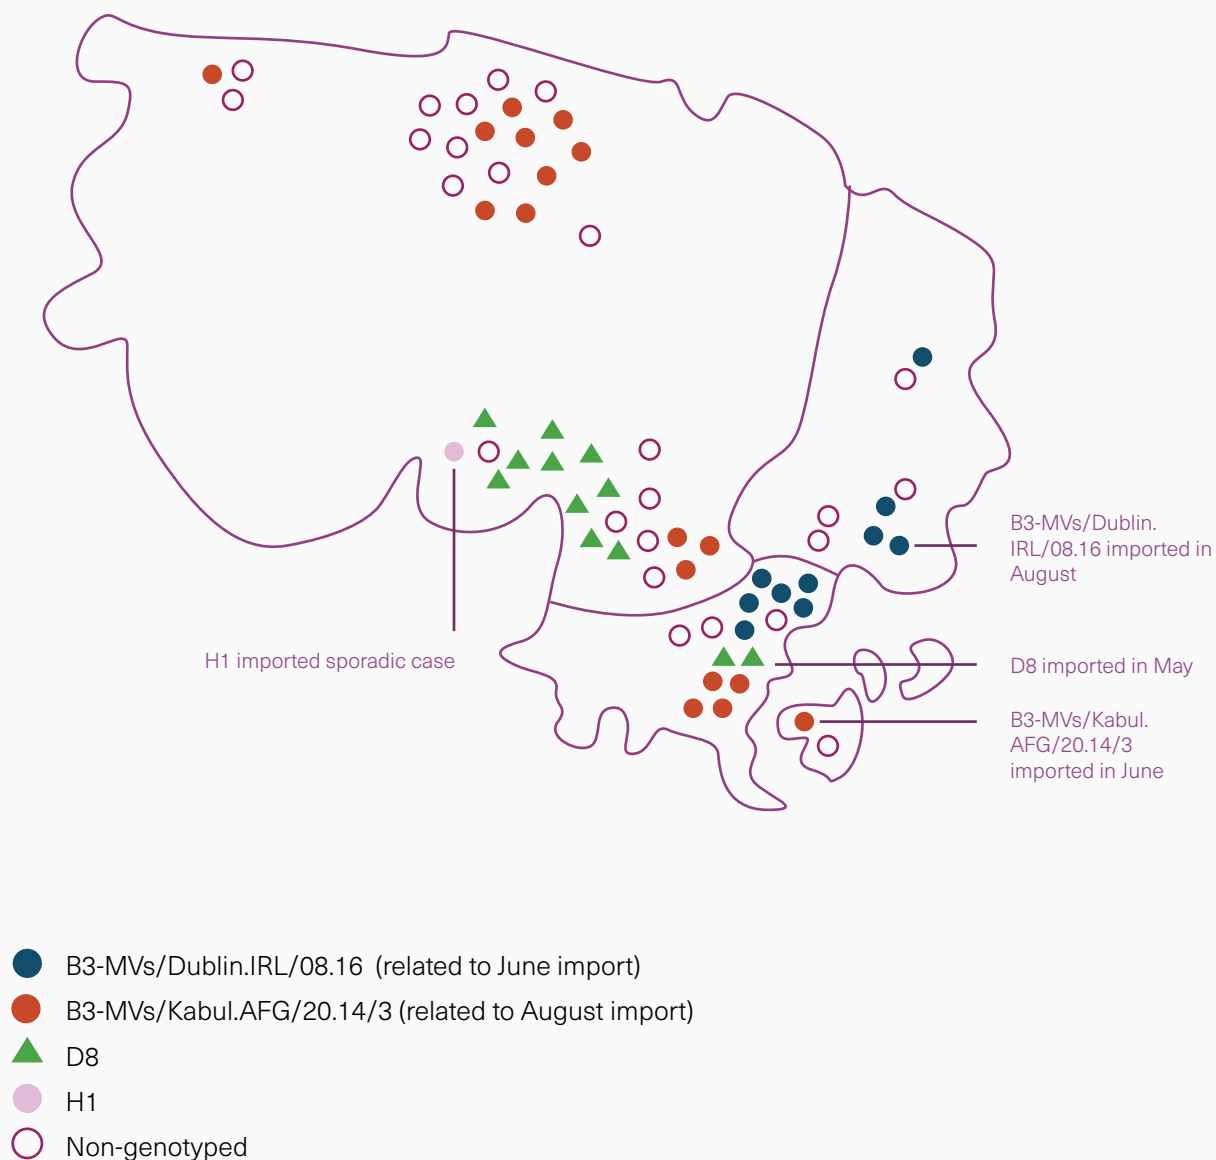 B3-MVs/Dublin.
IRL/08.16 imported in
August
H1 imported sporadic case
D8 imported in May
B3-MVs/Kabul.
AFG/20.14/3
imported in June
B3-MVs/Dublin.IRL/08.16 (related to June import)
B3-MVs/Kabul.AFG/20.14/3 (related to August import)
D8
H1
Non-genotyped